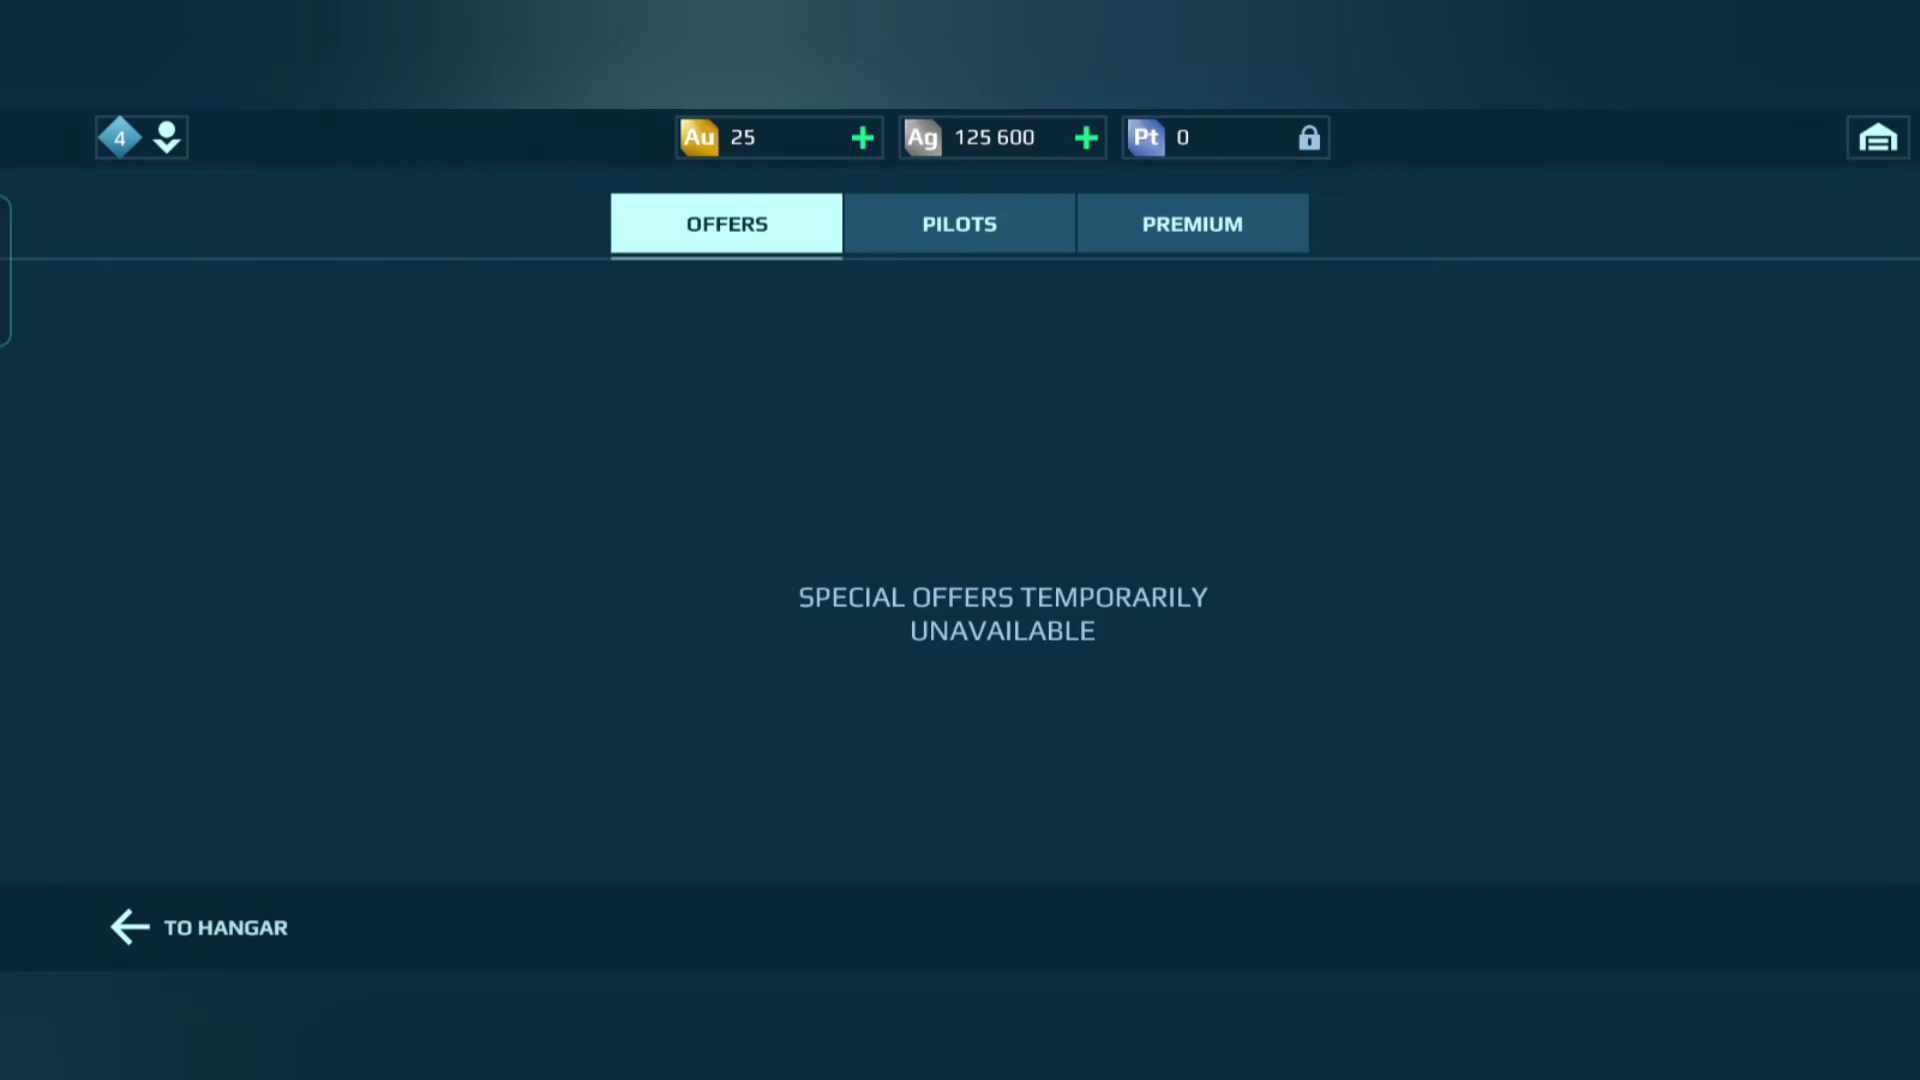 4
Au 25
Ag 125 600
Pt 0
OFFERS
PILOTS
PREMIUM
SPECIAL OFFERS TEMPORARILY
UNAVAILABLE
TO HANGAR